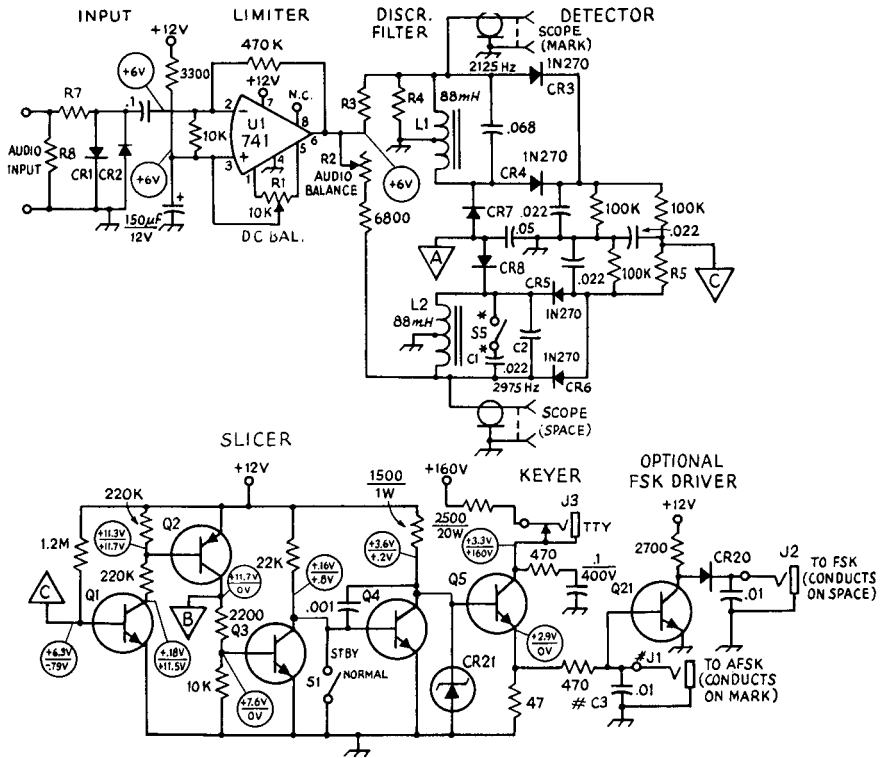 INPUT
LIMITER
DISCR.
FILTER
DETECTOR
+12V
470K
SCOPE
(MARK)
3300
+6V
+12V
N.C.
2125 Hz
1N270
CR3
R7
.1
2
7
8
R3
R4
88mH
L1
10K
U1
741
6
.068
AUDIO
INPUT
R8
CR1
CR2
+6V
3
4
5
1
R1
R2
AUDIO
BALANCE
+6V
1N270
CR4
+
150µF
12V
10K
DC BAL.
6800
CR7
.022
100K
100K
.022
.05
A
CR8
CR5
1N270
.022
100K
R5
C
L2
88mH
*
S5
*
C1
.022
C2
1N270
CR6
2975 Hz
SCOPE
(SPACE)
SLICER
+12V
1500
1W
+160V
KEYER
OPTIONAL
FSK DRIVER
J3
+12V
220K
Q2
2500
20W
TTY
1.2M
+11.3V
+11.7V
+3.6V
+.2V
+3.3V
+160V
2700
CR20
J2
22K
470
.1
400V
C
220K
+11.7V
0V
+.16V
+.8V
Q5
Q21
.01
TO FSK
(CONDUCTS
ON SPACE)
Q1
B
2200
Q3
.001
Q4
+6.3V
-.79V
+.18V
+11.5V
STBY
S1
NORMAL
CR21
+2.9V
0V
#J1
TO AFSK
(CONDUCTS
ON MARK)
10K
+7.6V
0V
47
470
# C3
.01